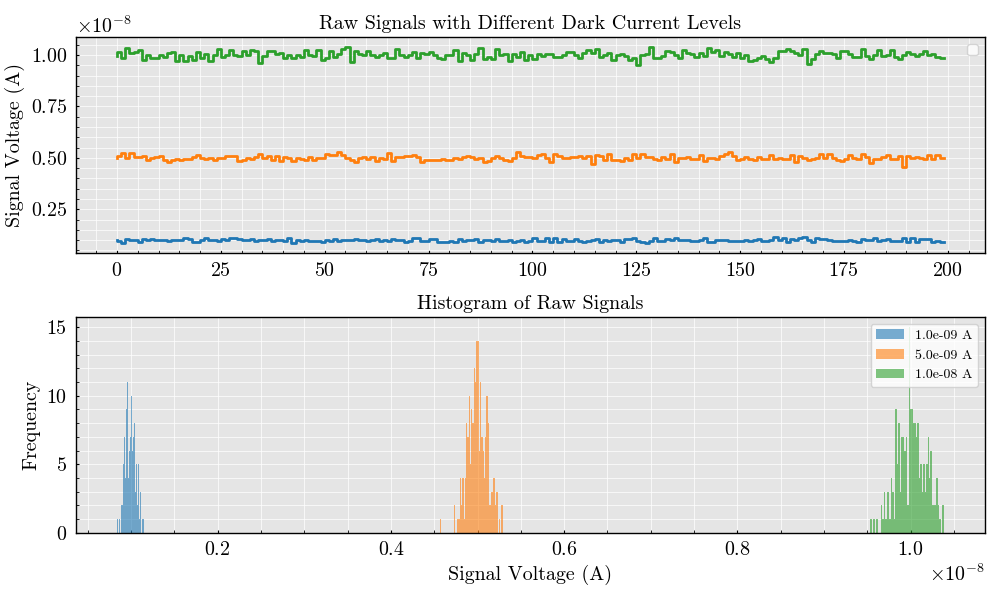 Raw Signals with Different Dark Current Levels
×10⁻⁸
Signal Voltage (A)
1.00
0.75
0.50
0.25
0 25 50 75 100 125 150 175 200
Histogram of Raw Signals
Frequency
15
10
5
0
1.0e-09 A
5.0e-09 A
1.0e-08 A
0.2 0.4 0.6 0.8 1.0
Signal Voltage (A)
×10⁻⁸